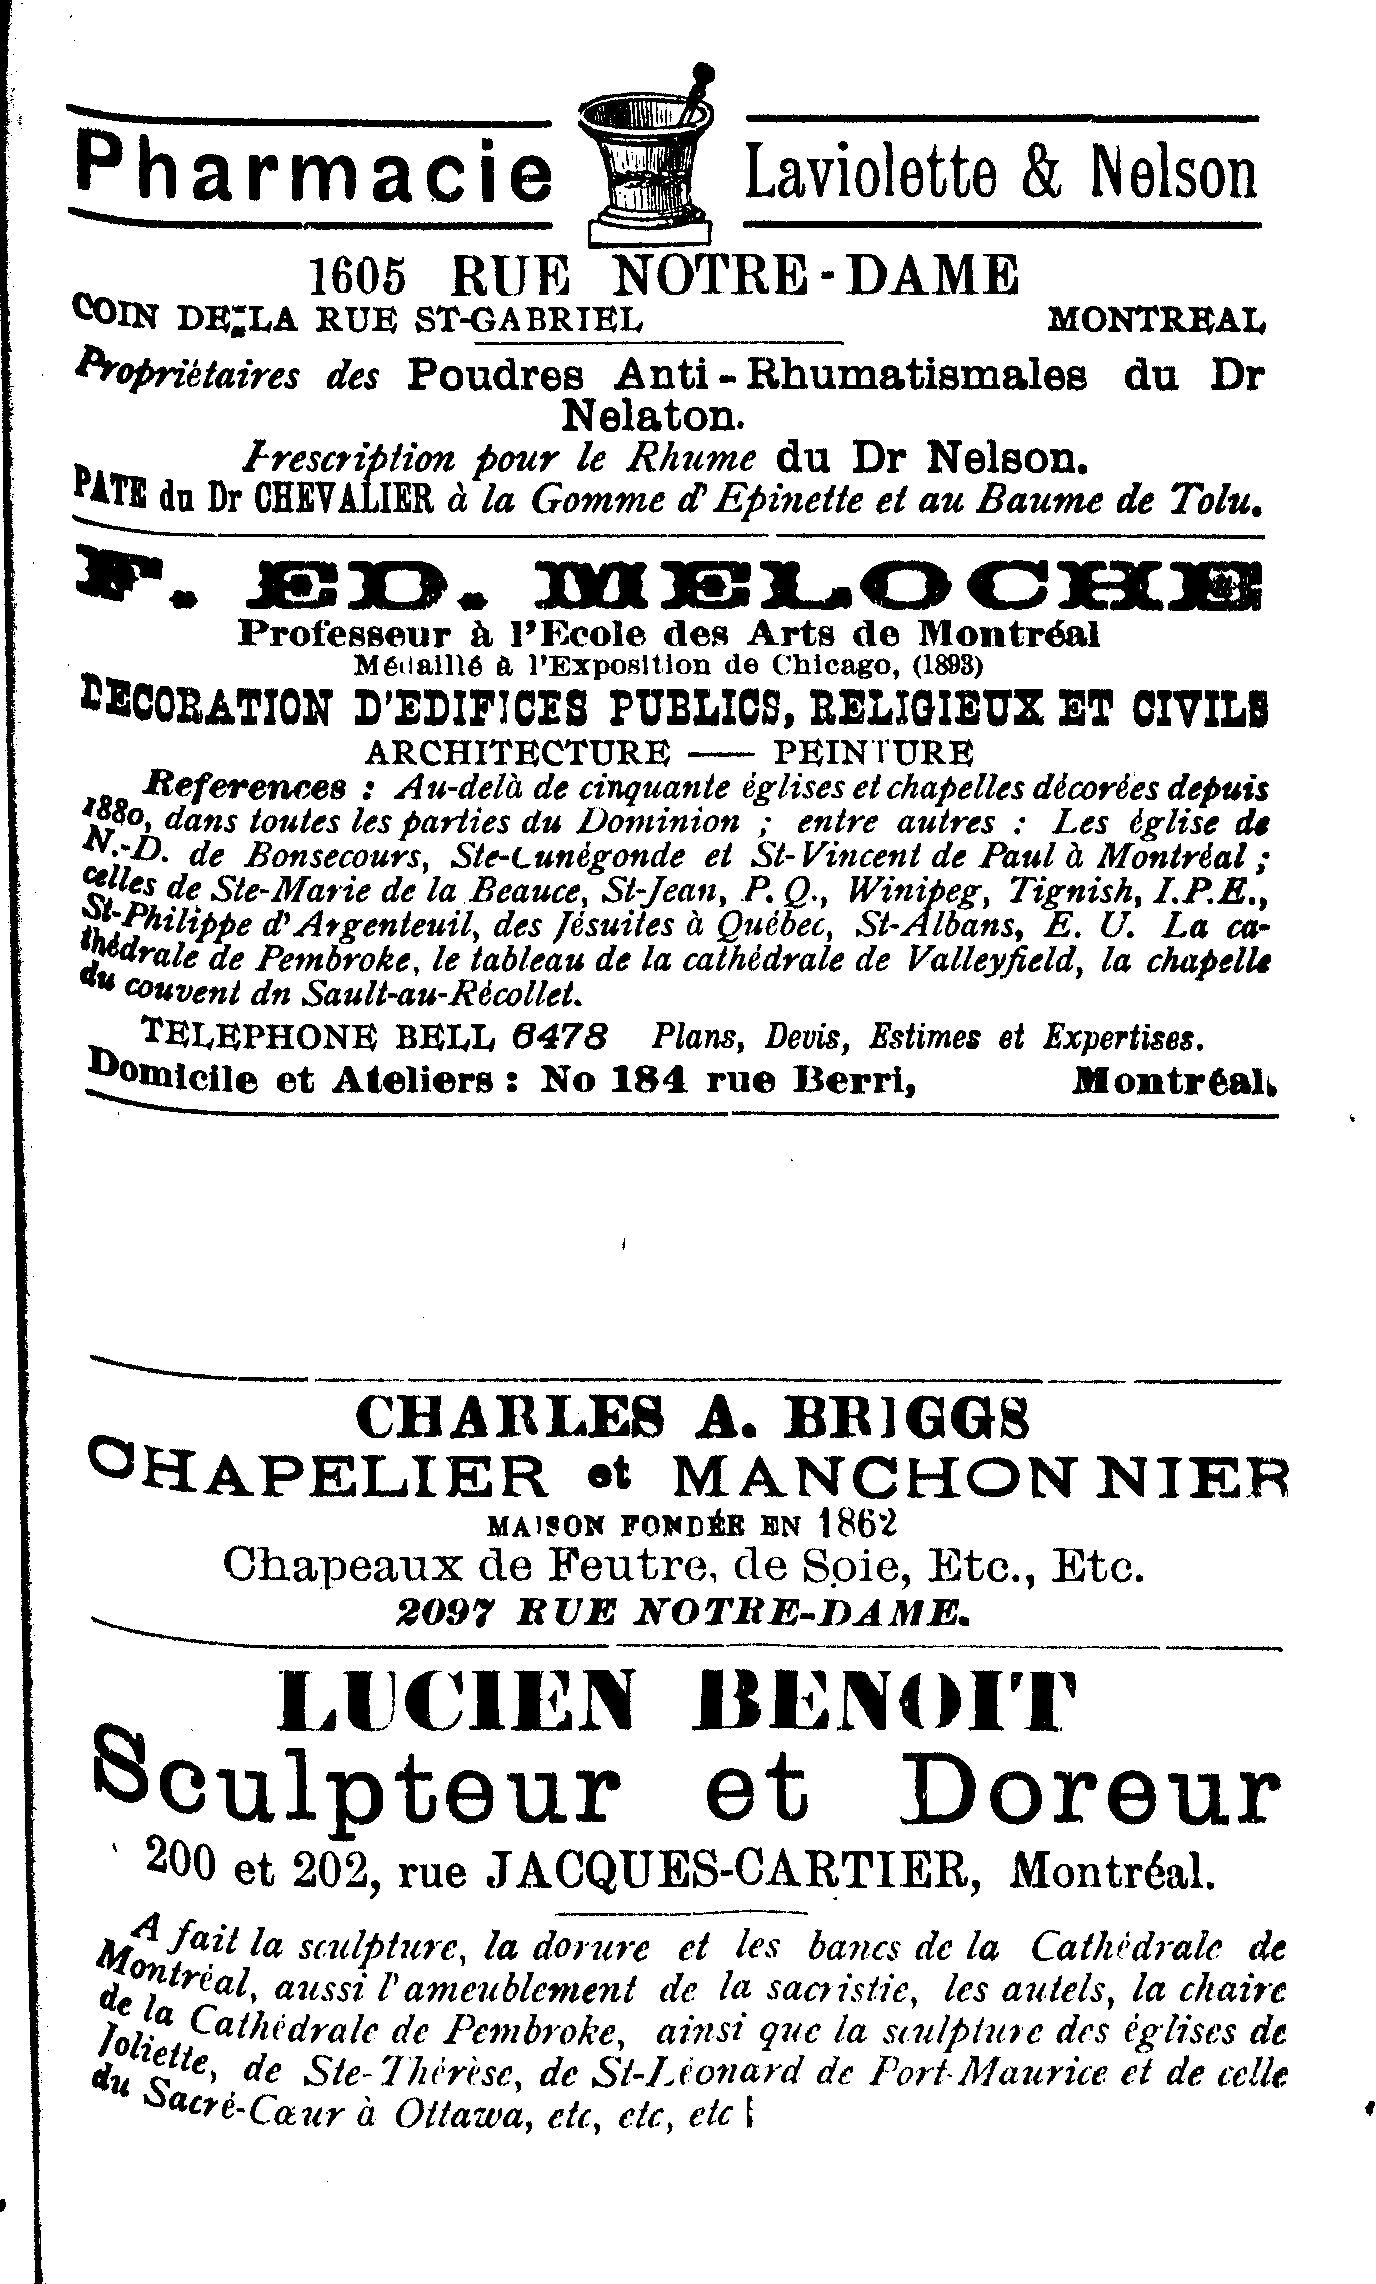 Pharmacie Laviolette & Nelson
1605 RUE NOTRE-DAME
COIN DE LA RUE ST-GABRIEL MONTREAL
Propriètaires des Poudres Anti-Rhumatismales du Dr
Nelaton.
Prescription pour le Rhume du Dr Nelson.
PATE du Dr CHEVALIER à la Gomme d'Epinette et au Baume de Tolu.
F. ED. MELOCHE
Professeur à l'Ecole des Arts de Montréal
Médaillé à l'Exposition de Chicago, (1893)
DECORATION D'EDIFICES PUBLICS, RELIGIEUX ET CIVILS
ARCHITECTURE — PEINTURE
References : Au-delà de cinquante églises et chapelles décorées depuis
1880, dans toutes les parties du Dominion ; entre autres : Les église de
N.-D. de Bonsecours, Ste-Cunégonde et St-Vincent de Paul à Montréal ;
celles de Ste-Marie de la Beauce, St-Jean, P. Q., Winipeg, Tignish, I.P.E.,
St-Philippe d'Argenteuil, des Jésuites à Québec, St-Albans, E. U. La ca-
thédrale de Pembroke, le tableau de la cathédrale de Valleyfield, la chapelle
du couvent dn Sault-au-Récollet.
TELEPHONE BELL 6478 Plans, Devis, Estimes et Expertises.
Domicile et Ateliers : No 184 rue Berri, Montréal.
CHARLES A. BRIGGS
CHAPELIER et MANCHONNIER
MAISON FONDÉE EN 1862
Chapeaux de Feutre, de Soie, Etc., Etc.
2097 RUE NOTRE-DAME.
LUCIEN BENOIT
Sculpteur et Doreur
200 et 202, rue JACQUES-CARTIER, Montréal.
A fait la sculpture, la dorure et les bancs de la Cathédrale de
Montréal, aussi l'ameublement de la sacristie, les autels, la chaire
de la Cathédrale de Pembroke, ainsi que la sculpture des églises de
Joliette, de Ste-Thérèse, de St-Léonard de Port-Maurice et de celle
du Sacré-Cœur à Ottawa, etc, etc, etc